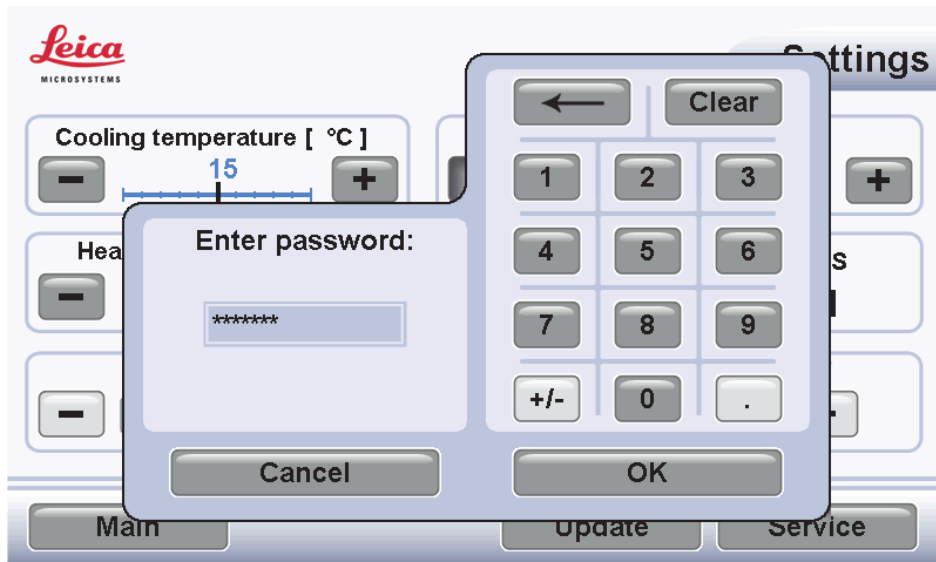 Leica
MICROSYSTEMS
Settings
Cooling temperature [ °C ]
15
Enter password:
*******
Clear
1 2 3
4 5 6
7 8 9
+/- 0 .
Cancel OK
Main Update Service